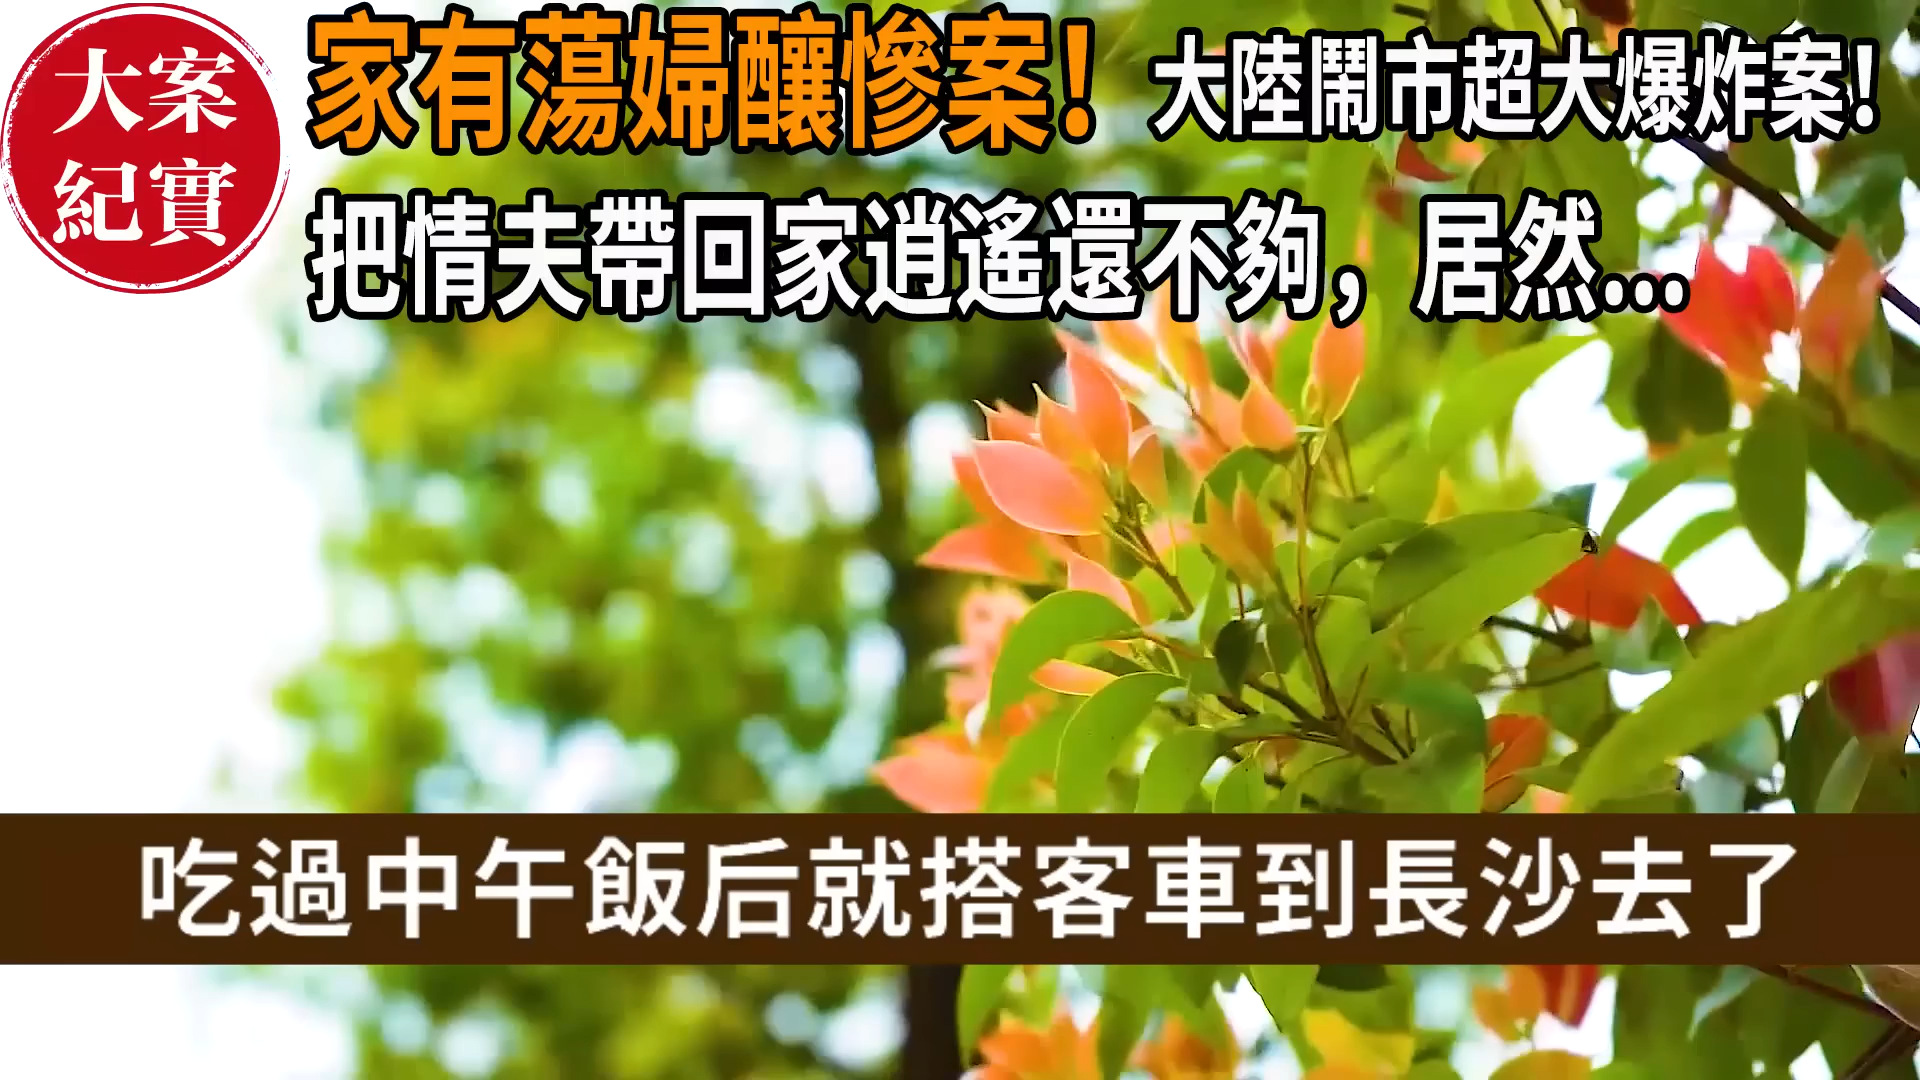 大案
紀實
家有蕩婦釀慘案！大陸鬧市超大爆炸案！
把情夫帶回家逍遙還不夠，居然...
吃過中午飯后就搭客車到長沙去了